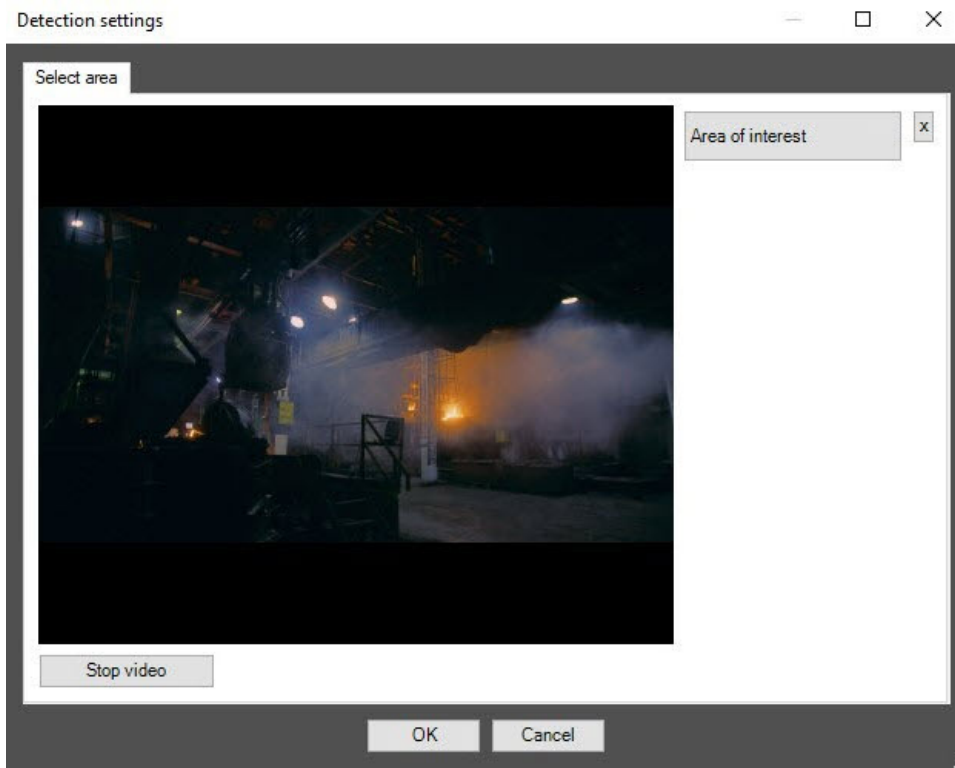 Detection settings
Select area
Area of interest
x
Stop video
OK
Cancel